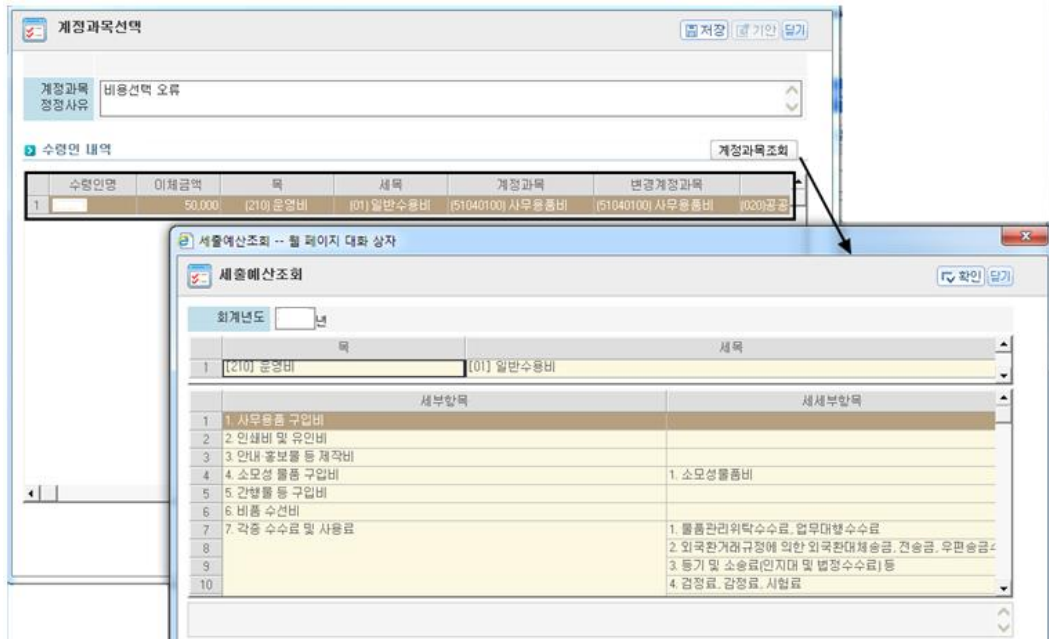 계정과목선택
저장 기안 닫기
계정과목 정정사유
비용선택 오류
수령인 내역
계정과목조회
수령인명 이체금액 목 세목 계정과목 변경계정과목
1 50,000 (210) 운영비 (01) 일반수용비 (51040100) 사무용품비 (51040100) 사무용품비 (020)공공
세출예산조회 -- 웹 페이지 대화 상자
세출예산조회
확인 닫기
회계년도 년
목 세목
1 [210] 운영비 [01] 일반수용비
세부항목 세세부항목
1 1. 사무용품 구입비
2 2. 인쇄비 및 유인비
3 3. 안내·홍보물 등 제작비
4 4. 소모성 물품 구입비 1. 소모성물품비
5 5. 간행물 등 구입비
6 6. 비품 수선비
7 7. 각종 수수료 및 사용료 1. 물품관리위탁수수료, 업무대행수수료
8 2. 외국환거래규정에 의한 외국환대체송금, 전송금, 우편송금
9 3. 등기 및 소송료(인지대 및 법정수수료) 등
10 4. 검정료, 감정료, 시험료